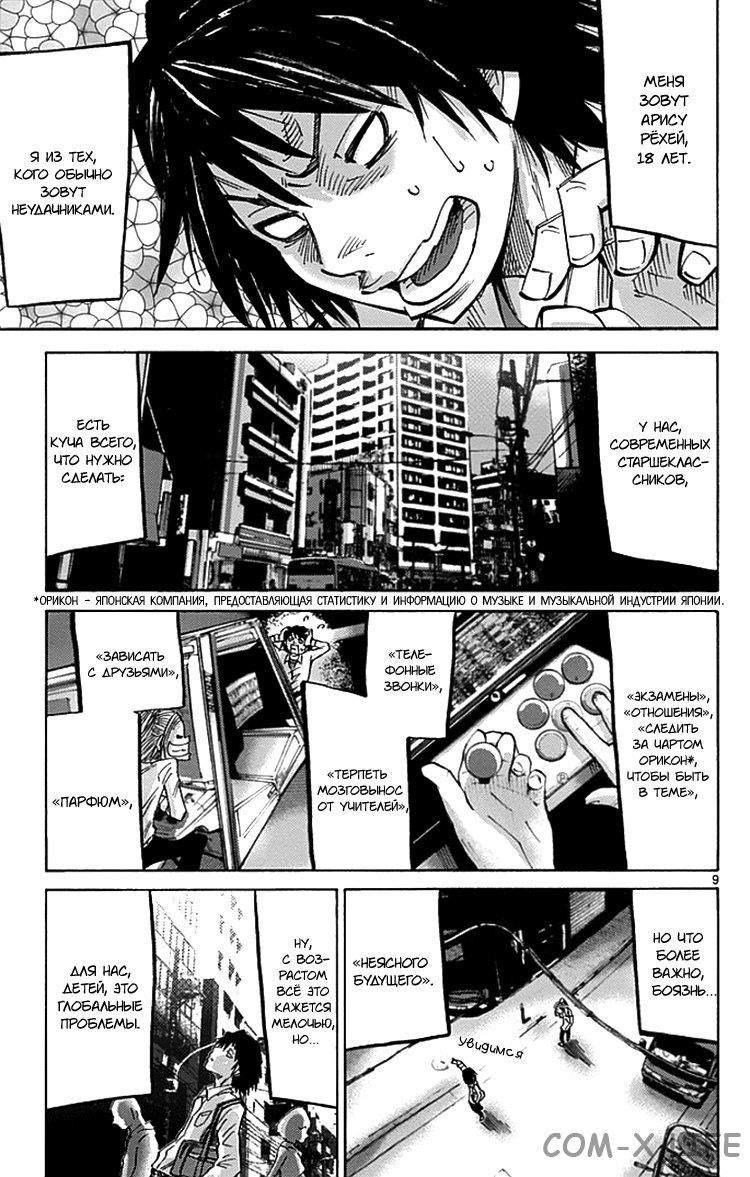 МЕНЯ
ЗОВУТ
АРИСУ
РЁХЕЙ,
18 ЛЕТ.
Я ИЗ ТЕХ,
КОГО ОБЫЧНО
ЗОВУТ
НЕУДАЧНИКАМИ.
У НАС,
СОВРЕМЕННЫХ
СТАРШЕКЛАС-
СНИКОВ,
ЕСТЬ
КУЧА ВСЕГО,
ЧТО НУЖНО
СДЕЛАТЬ:
*ОРИКОН - ЯПОНСКАЯ КОМПАНИЯ, ПРЕДОСТАВЛЯЮЩАЯ СТАТИСТИКУ И ИНФОРМАЦИЮ О МУЗЫКЕ И МУЗЫКАЛЬНОЙ ИНДУСТРИИ ЯПОНИИ.
«ЭКЗАМЕНЫ»,
«ОТНОШЕНИЯ»,
«СЛЕДИТЬ
ЗА ЧАРТОМ
ОРИКОН*,
ЧТОБЫ БЫТЬ
В ТЕМЕ»,
«ТЕЛЕ-
ФОННЫЕ
ЗВОНКИ»,
«ТЕРПЕТЬ
МОЗГОВЫНОС
ОТ УЧИТЕЛЕЙ»,
«ЗАВИСАТЬ
С ДРУЗЬЯМИ»,
«ПАРФЮМ»,
9
НО ЧТО
БОЛЕЕ
ВАЖНО,
БОЯЗНЬ...
«НЕЯСНОГО
БУДУЩЕГО».
Увидимся
НУ,
С ВОЗ-
РАСТОМ
ВСЁ ЭТО
КАЖЕТСЯ
МЕЛОЧЬЮ,
НО...
ДЛЯ НАС,
ДЕТЕЙ, ЭТО
ГЛОБАЛЬНЫЕ
ПРОБЛЕМЫ.